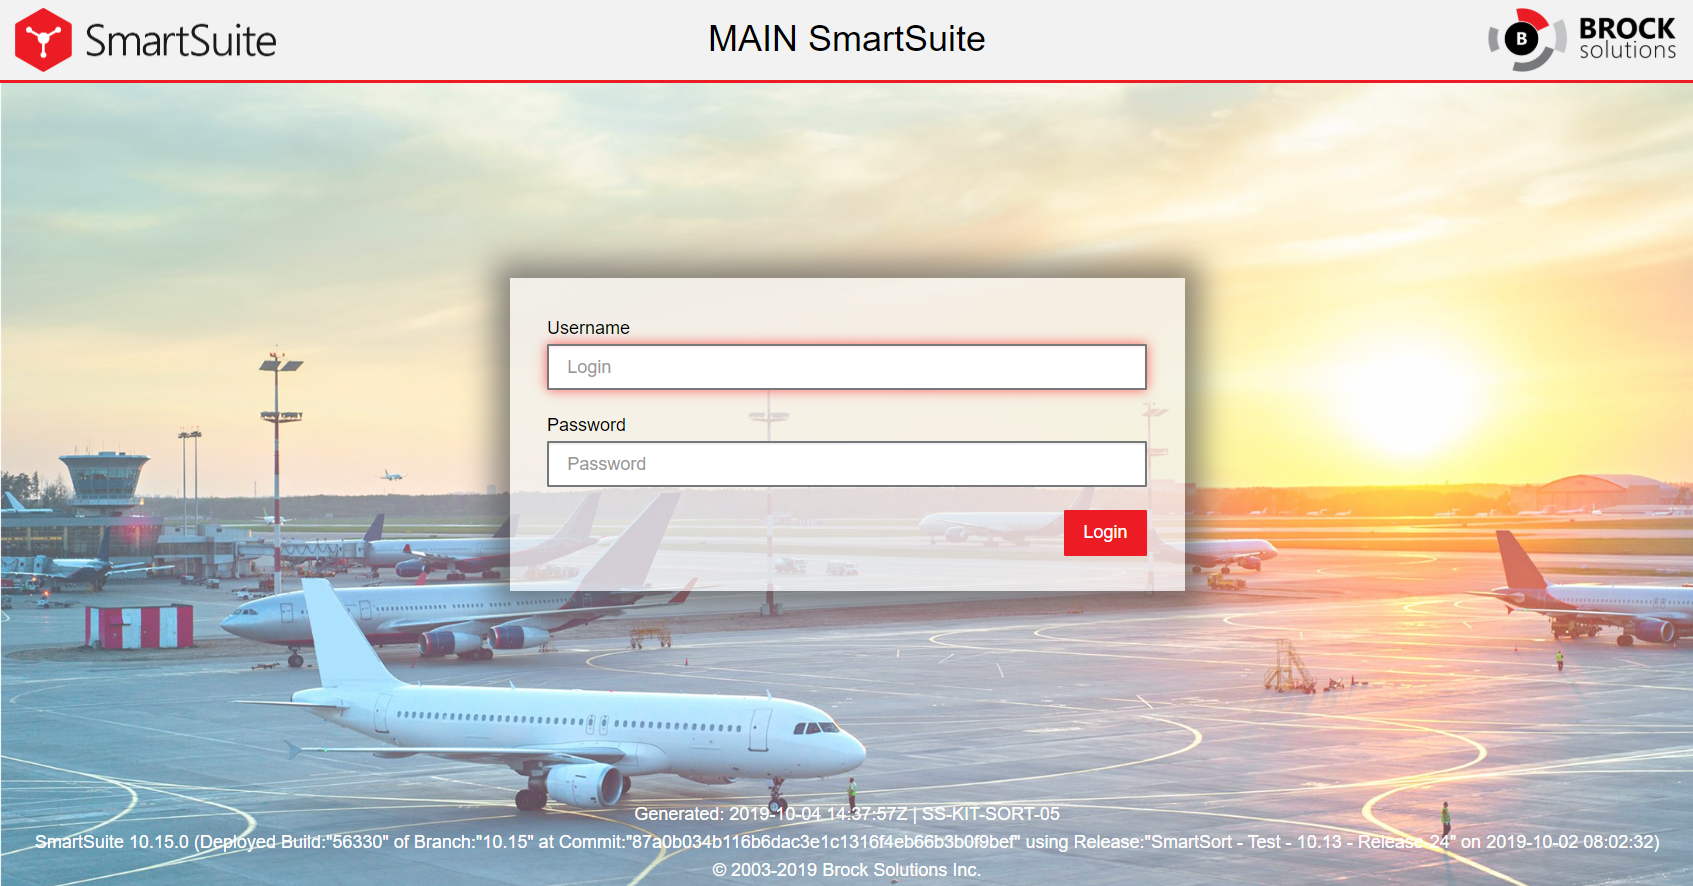 SmartSuite
MAIN SmartSuite
B
BROCK
solutions
Username
Login
Password
Password
Login
Generated: 2019-10-04 14:37:57Z | SS-KIT-SORT-05
SmartSuite 10.15.0 (Deployed Build:"56330" of Branch:"10.15" at Commit:"87a0b034b116b6dac3e1c1316f4eb66b3b0f9bef" using Release:"SmartSort - Test - 10.13 - Release-24" on 2019-10-02 08:02:32)
© 2003-2019 Brock Solutions Inc.